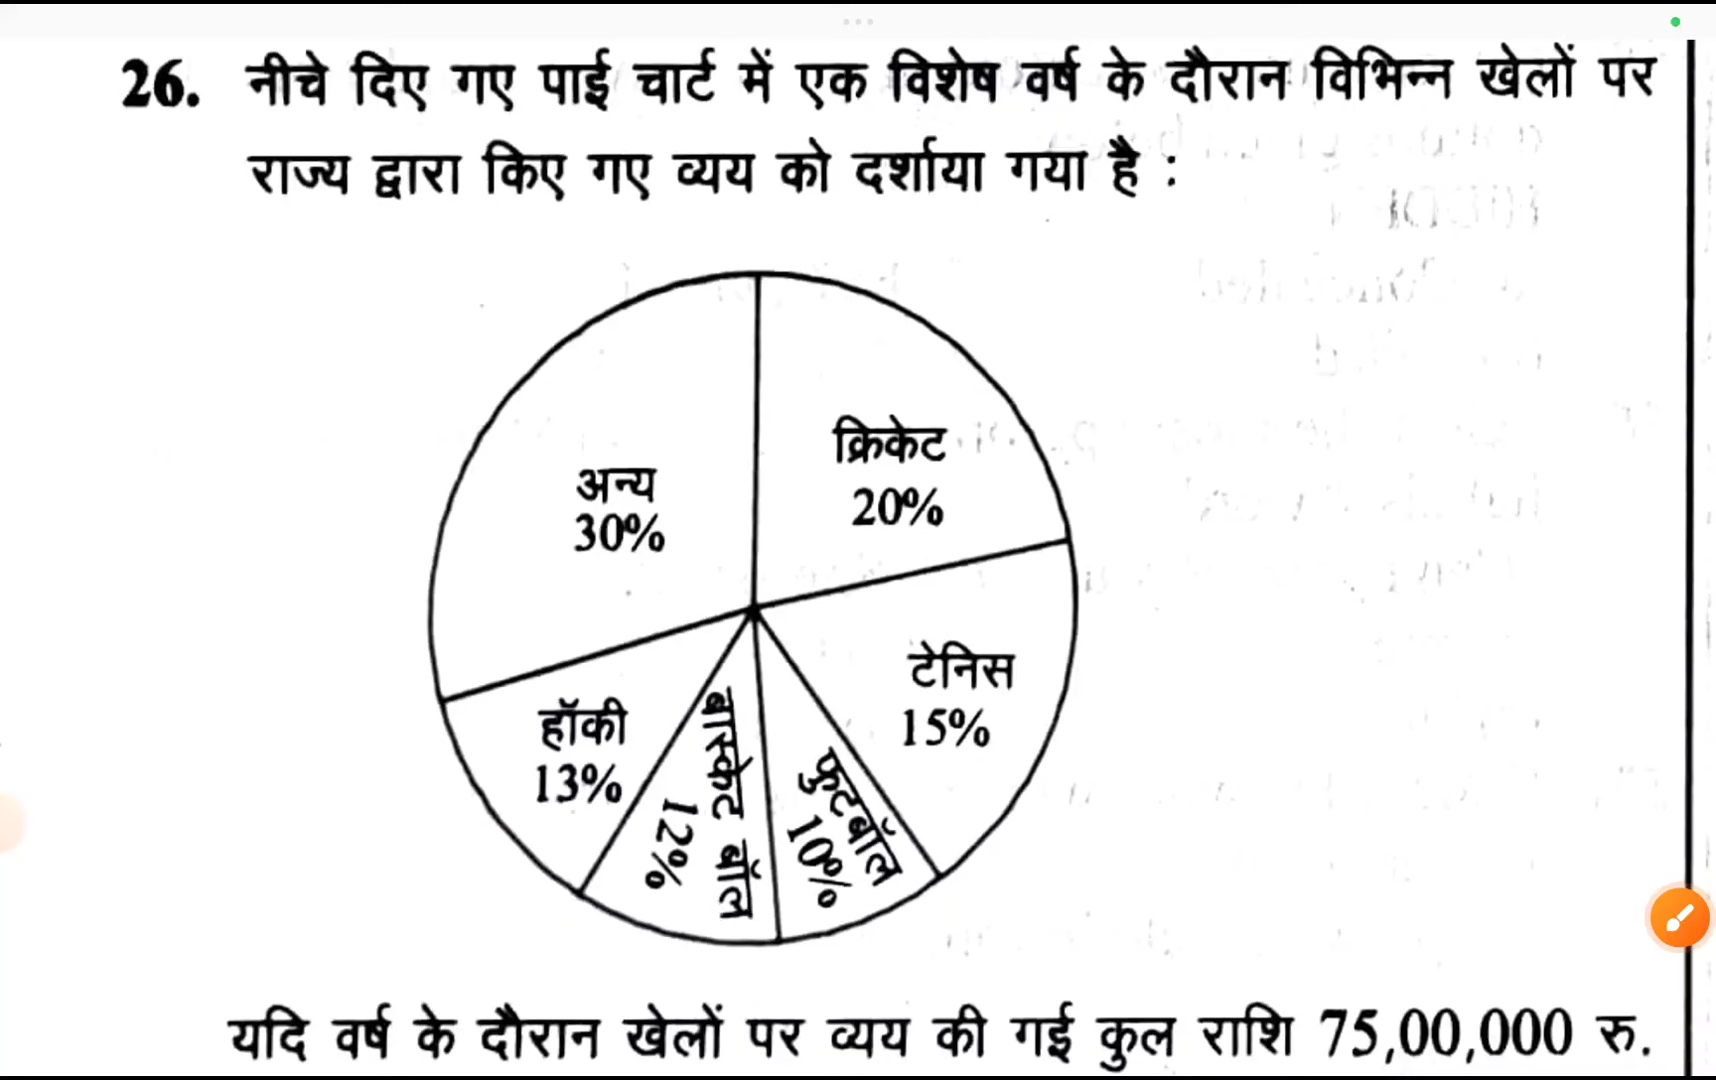 26. नीचे दिए गए पाई चार्ट में एक विशेष वर्ष के दौरान विभिन्न खेलों पर
राज्य द्वारा किए गए व्यय को दर्शाया गया है :
क्रिकेट
20%
अन्य
30%
टेनिस
15%
हॉकी
13%
बास्केट बॉल
12%
फुटबॉल
10%
यदि वर्ष के दौरान खेलों पर व्यय की गई कुल राशि 75,00,000 रु.